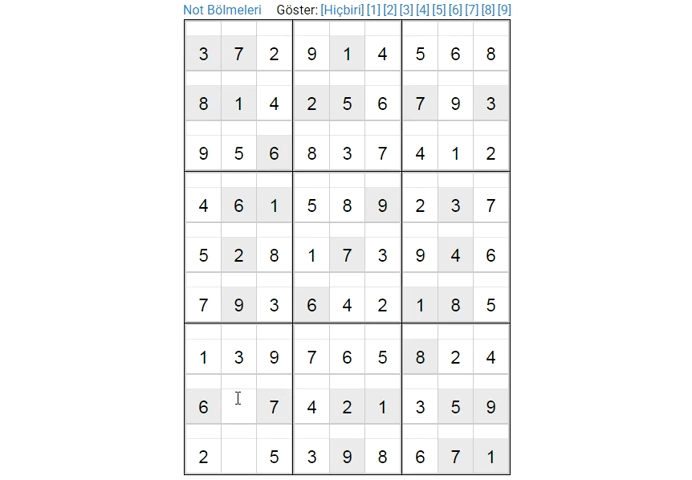 Not Bölmeleri Göster: [Hiçbiri] [1] [2] [3] [4] [5] [6] [7] [8] [9]
3 7 2 9 1 4 5 6 8
8 1 4 2 5 6 7 9 3
9 5 6 8 3 7 4 1 2
4 6 1 5 8 9 2 3 7
5 2 8 1 7 3 9 4 6
7 9 3 6 4 2 1 8 5
1 3 9 7 6 5 8 2 4
6 7 4 2 1 3 5 9
2 5 3 9 8 6 7 1